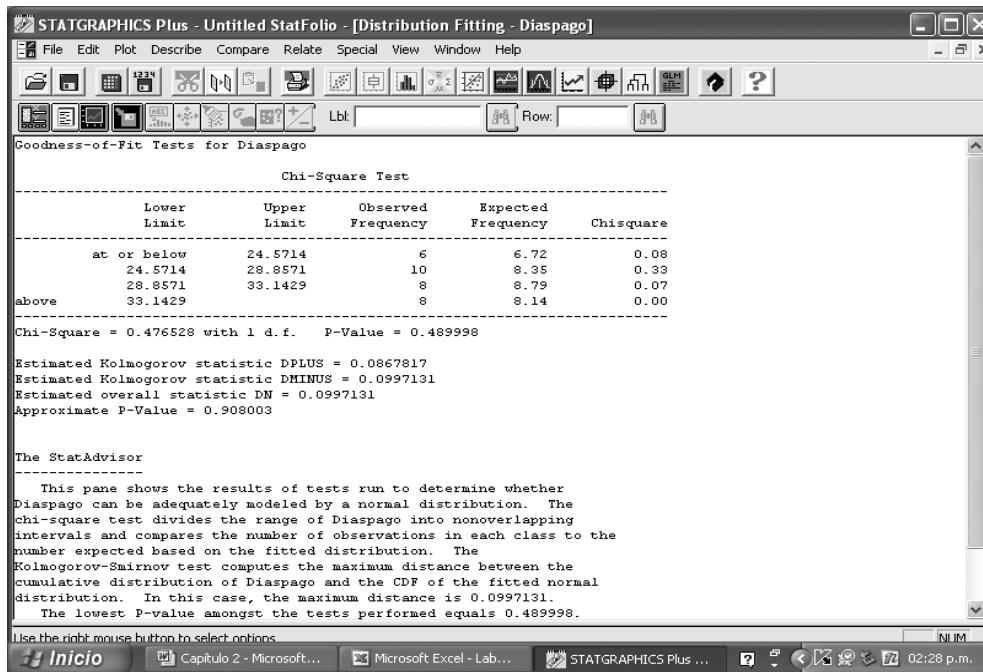 STATGRAPHICS Plus - Untitled StatFolio - [Distribution Fitting - Diaspago]
File Edit Plot Describe Compare Relate Special View Window Help
Lbl: Row:
Goodness-of-Fit Tests for Diaspago
Chi-Square Test
Lower Upper Observed Expected
Limit Limit Frequency Frequency Chisquare
at or below 24.5714 6 6.72 0.08
24.5714 28.8571 10 8.35 0.33
28.8571 33.1429 8 8.79 0.07
above 33.1429 8 8.14 0.00
Chi-Square = 0.476528 with 1 d.f. P-Value = 0.489998
Estimated Kolmogorov statistic DPLUS = 0.0867817
Estimated Kolmogorov statistic DMINUS = 0.0997131
Estimated overall statistic DN = 0.0997131
Approximate P-Value = 0.908003
The StatAdvisor
This pane shows the results of tests run to determine whether
Diaspago can be adequately modeled by a normal distribution. The
chi-square test divides the range of Diaspago into nonoverlapping
intervals and compares the number of observations in each class to the
number expected based on the fitted distribution. The
Kolmogorov-Smirnov test computes the maximum distance between the
cumulative distribution of Diaspago and the CDF of the fitted normal
distribution. In this case, the maximum distance is 0.0997131.
The lowest P-value amongst the tests performed equals 0.489998.
Use the right mouse button to select options NUM
Inicio Capítulo 2 - Microsoft... Microsoft Excel - Lab... STATGRAPHICS Plus ... 02:28 p.m.